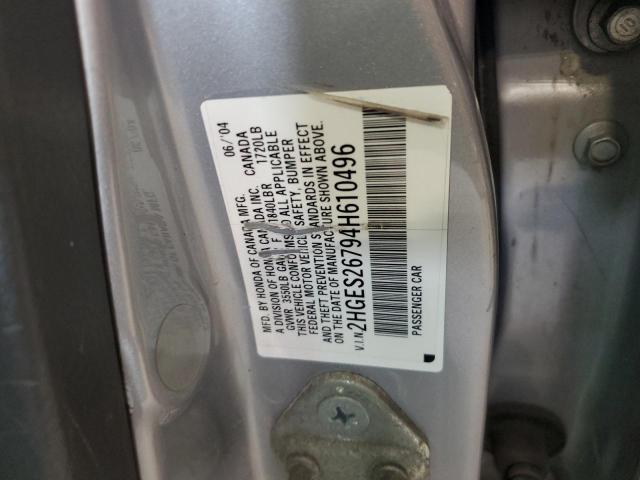 MFG. BY HONDA OF CANADA MFG. 06/'04
A DIVISION OF HONDA CANADA INC. CANADA
GVWR 3550LB GAWR F 1840LB R 1720LB
THIS VEHICLE CONFORMS TO ALL APPLICABLE
FEDERAL MOTOR VEHICLE SAFETY, BUMPER
AND THEFT PREVENTION STANDARDS IN EFFECT
ON THE DATE OF MANUFACTURE SHOWN ABOVE.
V.I.N. 2HGES26794H610496
PASSENGER CAR
10